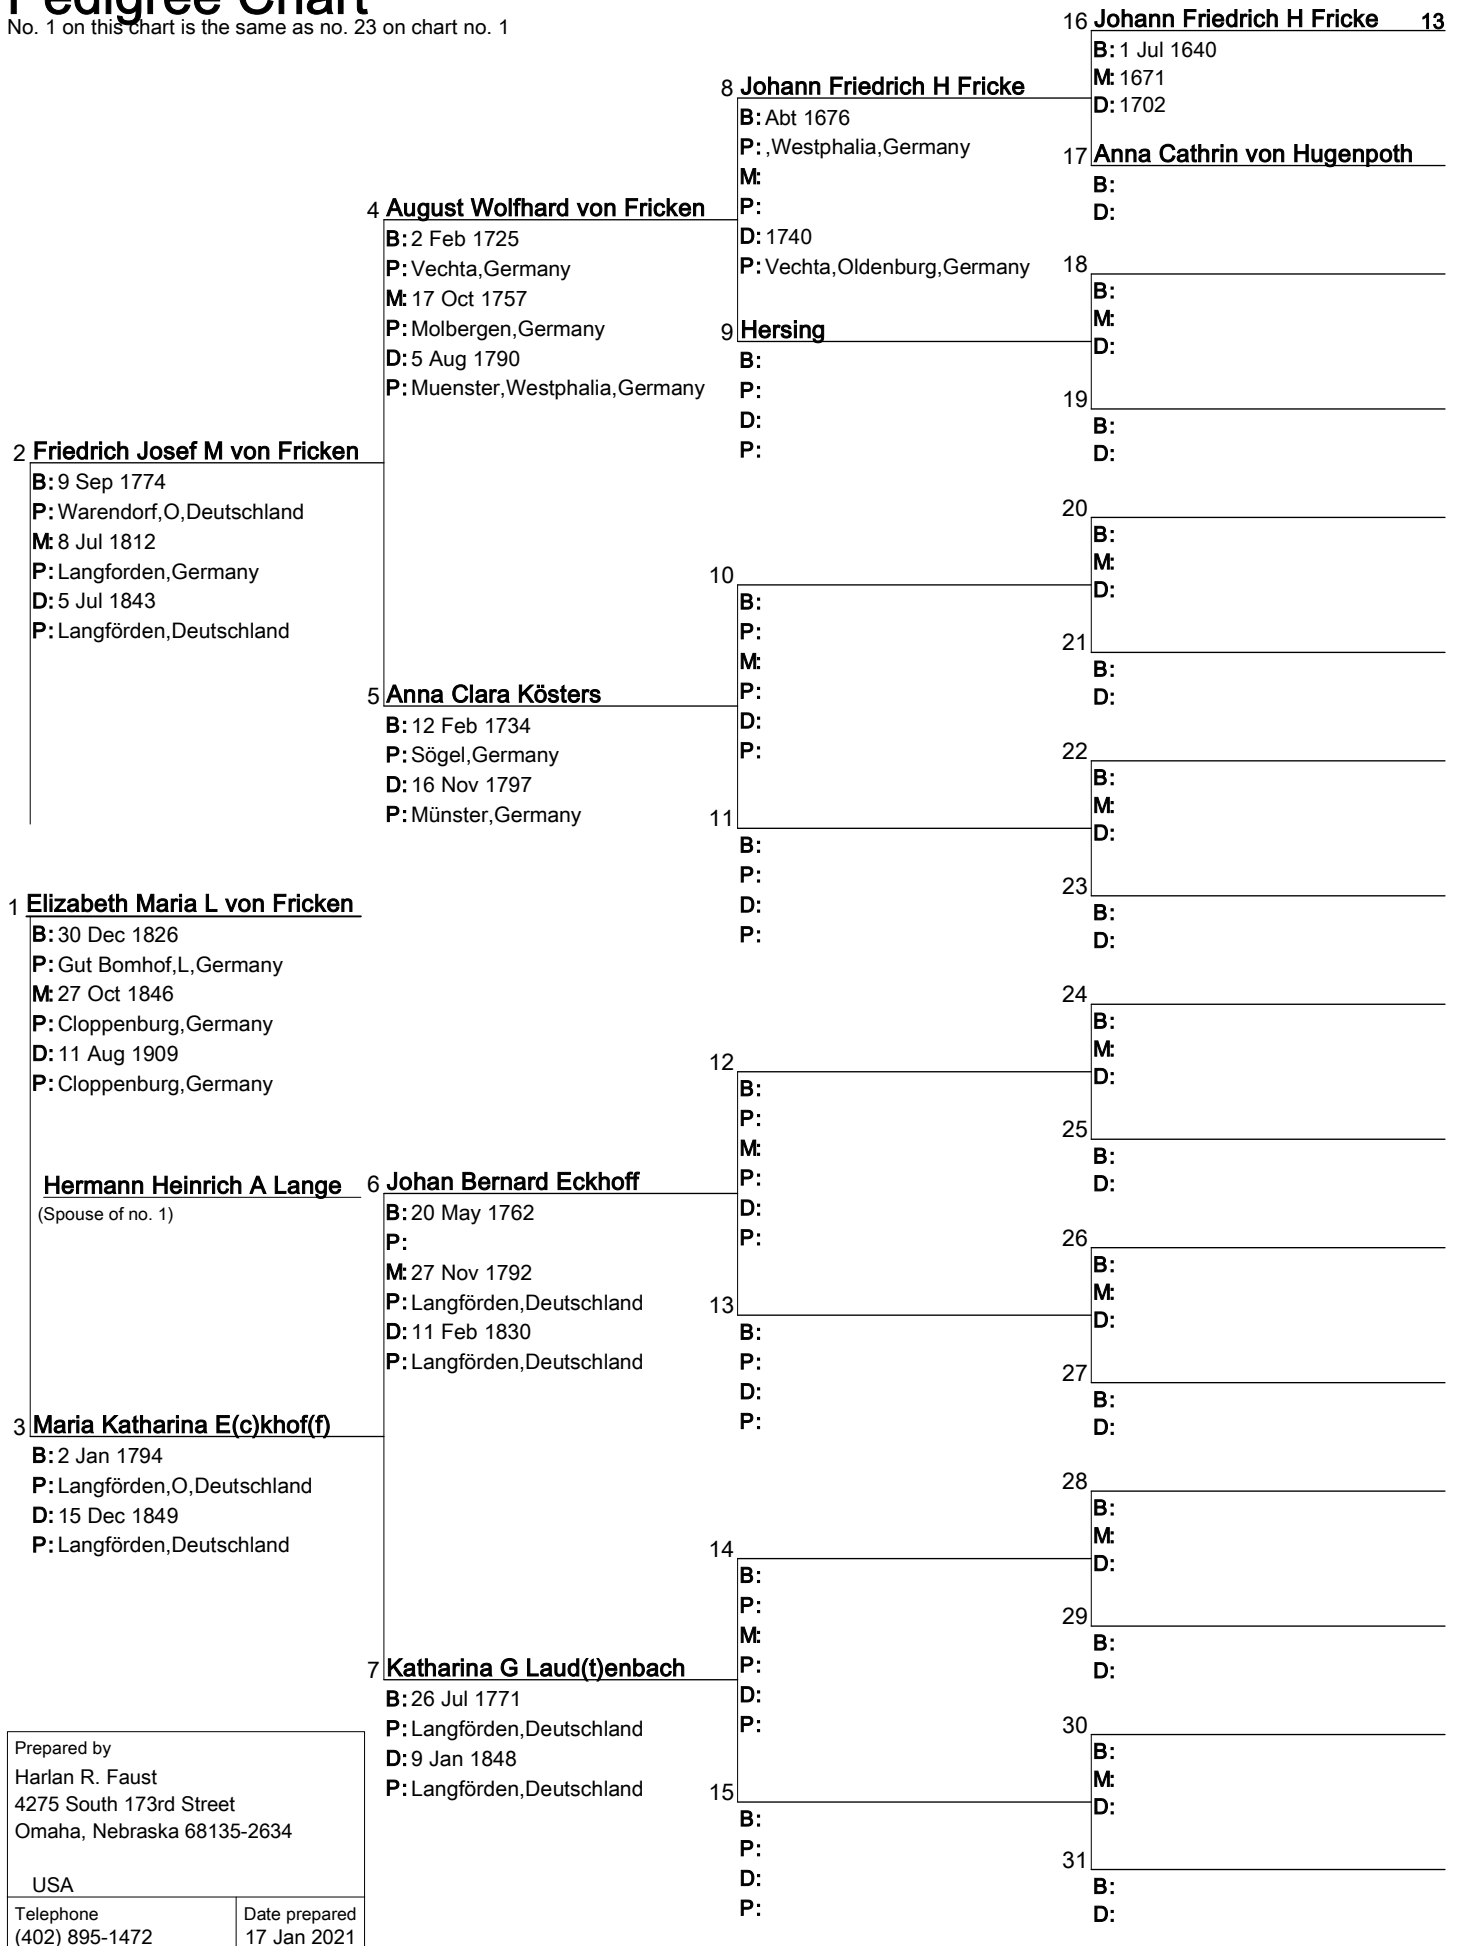 Pedigree Chart
No. 1 on this chart is the same as no. 23 on chart no. 1
2 Friedrich Josef M von Fricken
B: 9 Sep 1774
P: Warendorf,O,Deutschland
M: 8 Jul 1812
P: Langforden,Germany
D: 5 Jul 1843
P: Langförden,Deutschland
1 Elizabeth Maria L von Fricken
B: 30 Dec 1826
P: Gut Bomhof,L,Germany
M: 27 Oct 1846
P: Cloppenburg,Germany
D: 11 Aug 1909
P: Cloppenburg,Germany
Hermann Heinrich A Lange
(Spouse of no. 1)
3 Maria Katharina E(c)khof(f)
B: 2 Jan 1794
P: Langförden,O,Deutschland
D: 15 Dec 1849
P: Langförden,Deutschland
4 August Wolfhard von Fricken
B: 2 Feb 1725
P: Vechta,Germany
M: 17 Oct 1757
P: Molbergen,Germany
D: 5 Aug 1790
P: Muenster,Westphalia,Germany
5 Anna Clara Kösters
B: 12 Feb 1734
P: Sögel,Germany
D: 16 Nov 1797
P: Münster,Germany
6 Johan Bernard Eckhoff
B: 20 May 1762
P:
M: 27 Nov 1792
P: Langförden,Deutschland
D: 11 Feb 1830
P: Langförden,Deutschland
7 Katharina G Laud(t)enbach
B: 26 Jul 1771
P: Langförden,Deutschland
D: 9 Jan 1848
P: Langförden,Deutschland
8 Johann Friedrich H Fricke
B: Abt 1676
P: ,Westphalia,Germany
M:
P:
D: 1740
P: Vechta,Oldenburg,Germany
9 Hersing
B:
P:
D:
P:
10
B:
P:
M:
P:
D:
P:
11
B:
P:
D:
P:
12
B:
P:
M:
P:
D:
P:
13
B:
P:
D:
P:
14
B:
P:
M:
P:
D:
P:
15
B:
P:
D:
P:
16 Johann Friedrich H Fricke 13
B: 1 Jul 1640
M: 1671
D: 1702
17 Anna Cathrin von Hugenpoth
B:
D:
18
B:
M:
D:
19
B:
D:
20
B:
M:
D:
21
B:
D:
22
B:
M:
D:
23
B:
D:
24
B:
M:
D:
25
B:
D:
26
B:
M:
D:
27
B:
D:
28
B:
M:
D:
29
B:
D:
30
B:
M:
D:
31
B:
D:
Prepared by
Harlan R. Faust
4275 South 173rd Street
Omaha, Nebraska 68135-2634
USA
Telephone
(402) 895-1472
Date prepared
17 Jan 2021